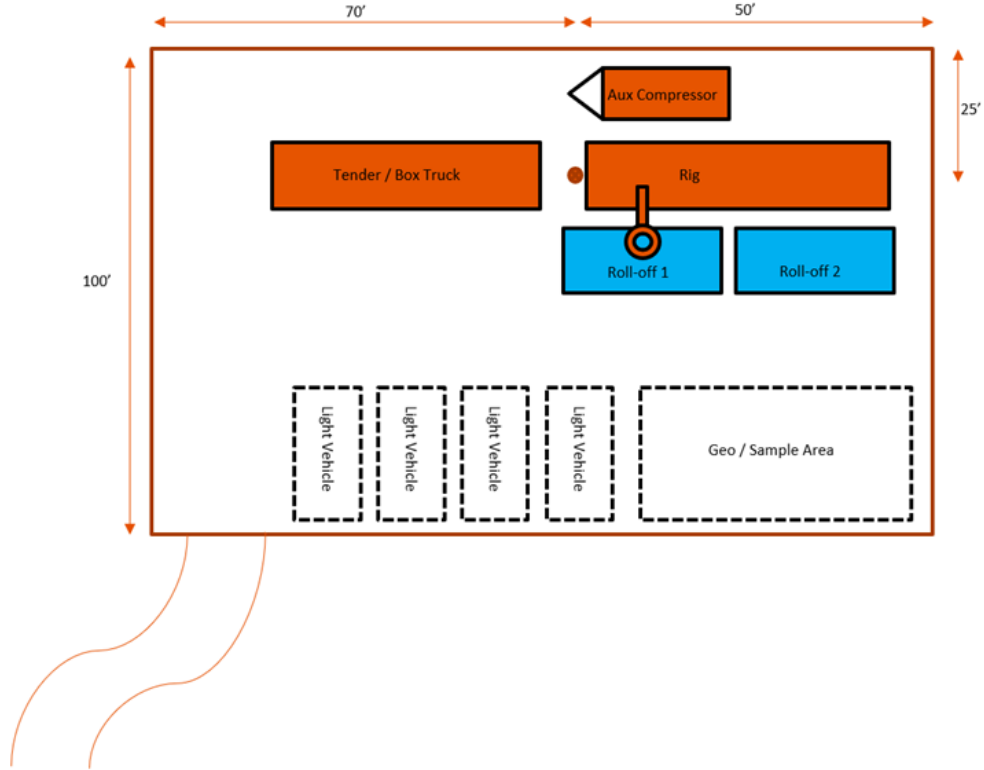 70’
50’
Aux Compressor
25’
Tender / Box Truck
Rig
Roll-off 1
Roll-off 2
100’
Light Vehicle
Light Vehicle
Light Vehicle
Light Vehicle
Geo / Sample Area